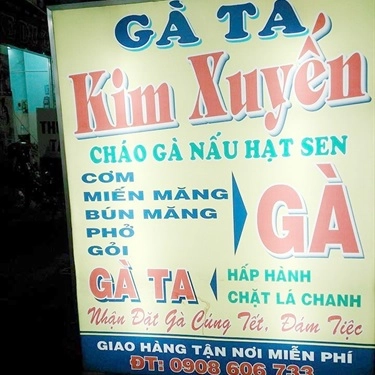 GÀ TA
Kim Xuyến
CHÁO GÀ NẤU HẠT SEN
CƠM
MIẾN MĂNG
BÚN MĂNG
PHỞ
GỎI
GÀ
GÀ TA
HẤP HÀNH
CHẶT LÁ CHANH
Nhận Đặt Gà Cúng Tết, Đám Tiệc
GIAO HÀNG TẬN NƠI MIỄN PHÍ
ĐT: 0908 606 733